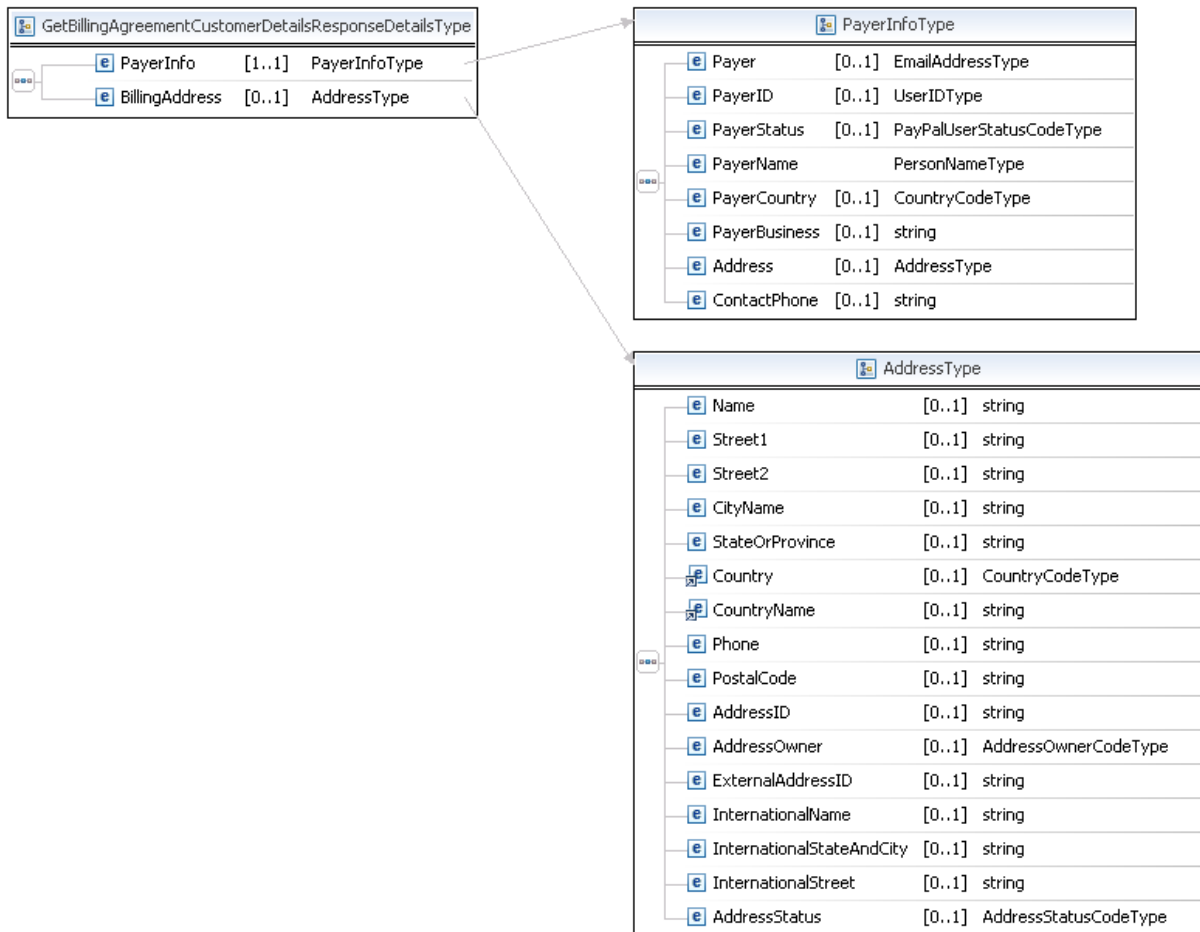 GetBillingAgreementCustomerDetailsResponseDetailsType
e PayerInfo [1..1] PayerInfoType
e BillingAddress [0..1] AddressType
PayerInfoType
e Payer [0..1] EmailAddressType
e PayerID [0..1] UserIDType
e PayerStatus [0..1] PayPalUserStatusCodeType
e PayerName PersonNameType
e PayerCountry [0..1] CountryCodeType
e PayerBusiness [0..1] string
e Address [0..1] AddressType
e ContactPhone [0..1] string
AddressType
e Name [0..1] string
e Street1 [0..1] string
e Street2 [0..1] string
e CityName [0..1] string
e StateOrProvince [0..1] string
e Country [0..1] CountryCodeType
e CountryName [0..1] string
e Phone [0..1] string
e PostalCode [0..1] string
e AddressID [0..1] string
e AddressOwner [0..1] AddressOwnerCodeType
e ExternalAddressID [0..1] string
e InternationalName [0..1] string
e InternationalStateAndCity [0..1] string
e InternationalStreet [0..1] string
e AddressStatus [0..1] AddressStatusCodeType